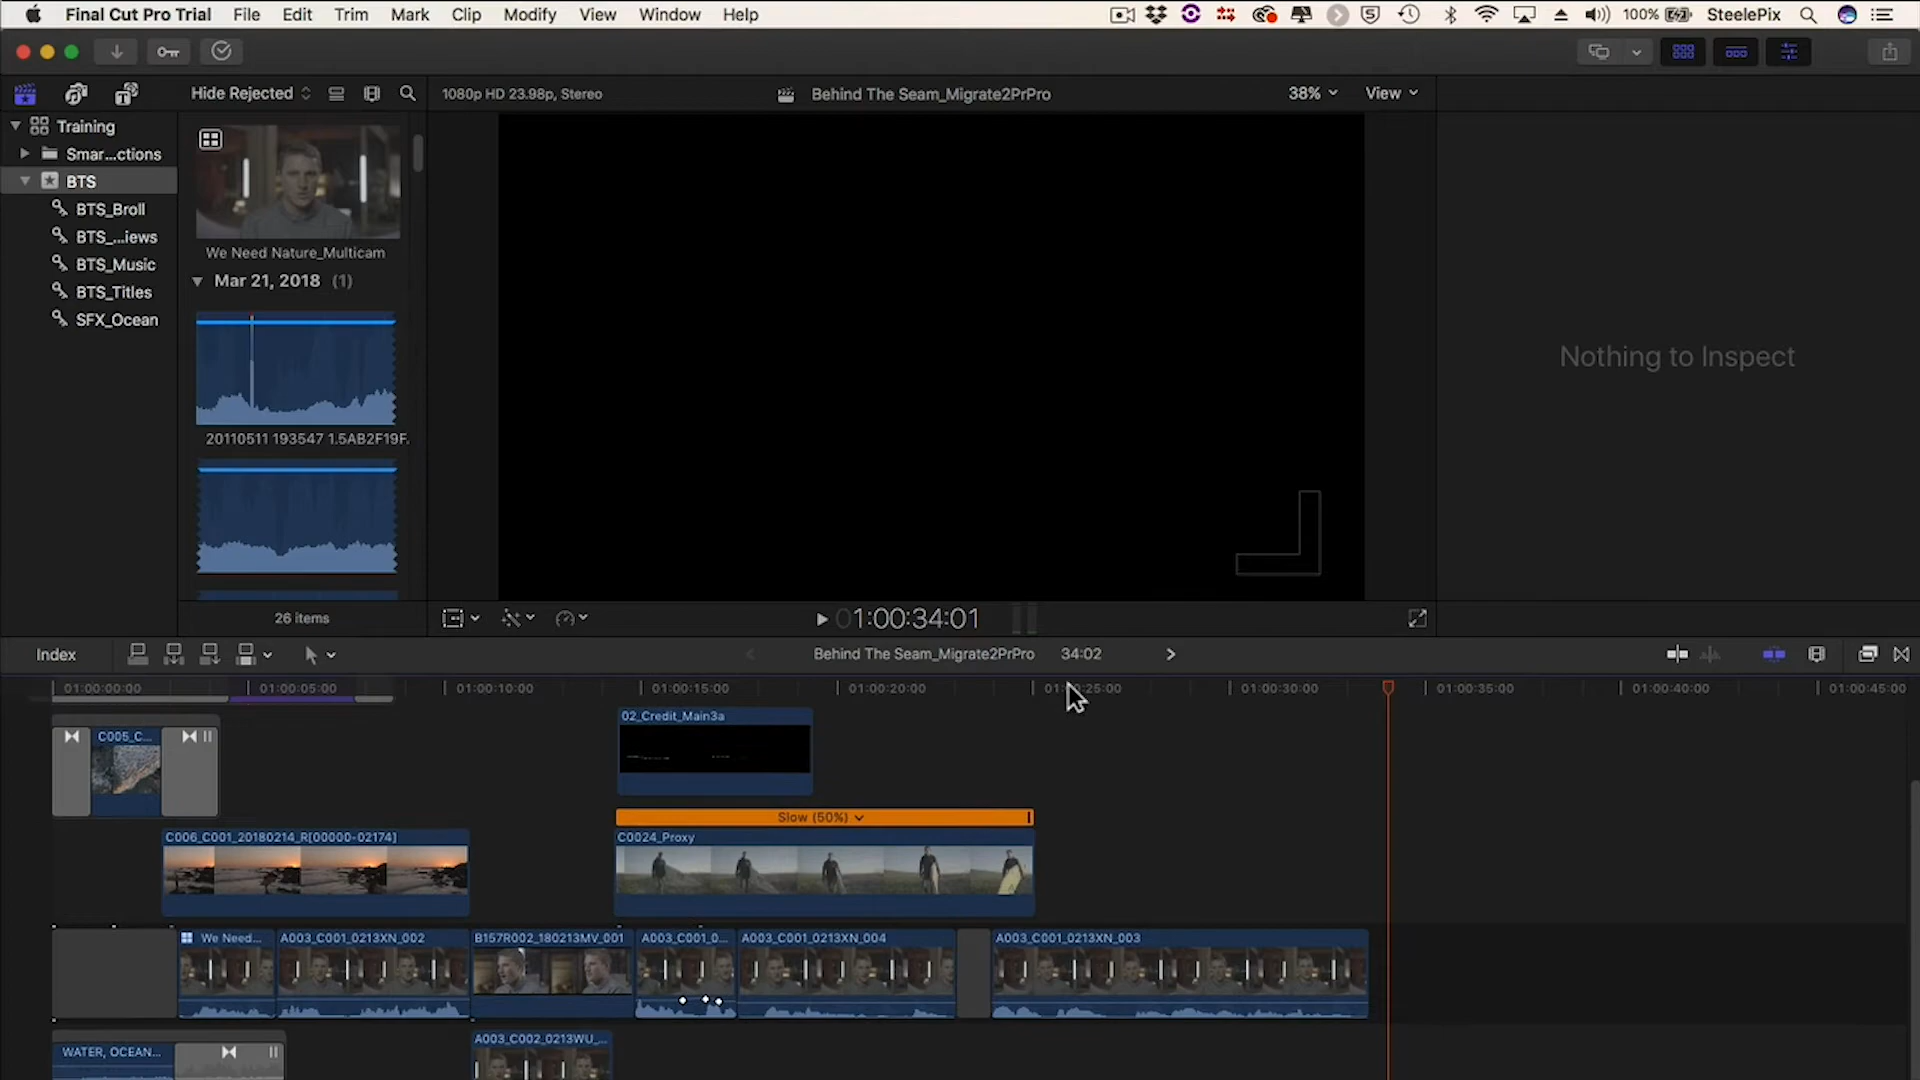 Final Cut Pro Trial File Edit Trim Mark Clip Modify View Window Help 100% SteelePix
Hide Rejected
1080p HD 23.98p, Stereo
Behind The Seam_Migrate2PrPro
38%
View
Training
Smar...ctions
BTS
BTS_Broll
BTS_...iews
BTS_Music
BTS_Titles
SFX_Ocean
We Need Nature_Multicam
Mar 21, 2018 (1)
20110511 193547 1.5AB2F19F.
26 items
Nothing to Inspect
01:00:34:01
Index
Behind The Seam_Migrate2PrPro 34:02
01:00:00:00 01:00:05:00 01:00:10:00 01:00:15:00 01:00:20:00 01:00:25:00 01:00:30:00 01:00:35:00 01:00:40:00 01:00:45:00
02_Credit_Main3a
C005_C...
Slow (50%)
C006_C001_20180214_R[00000-02174]
C0024_Proxy
We Need... A003_C001_0213XN_002 B157R002_180213MV_001 A003_C001_0... A003_C001_0213XN_004 A003_C001_0213XN_003
WATER, OCEAN...
A003_C002_0213WU_...